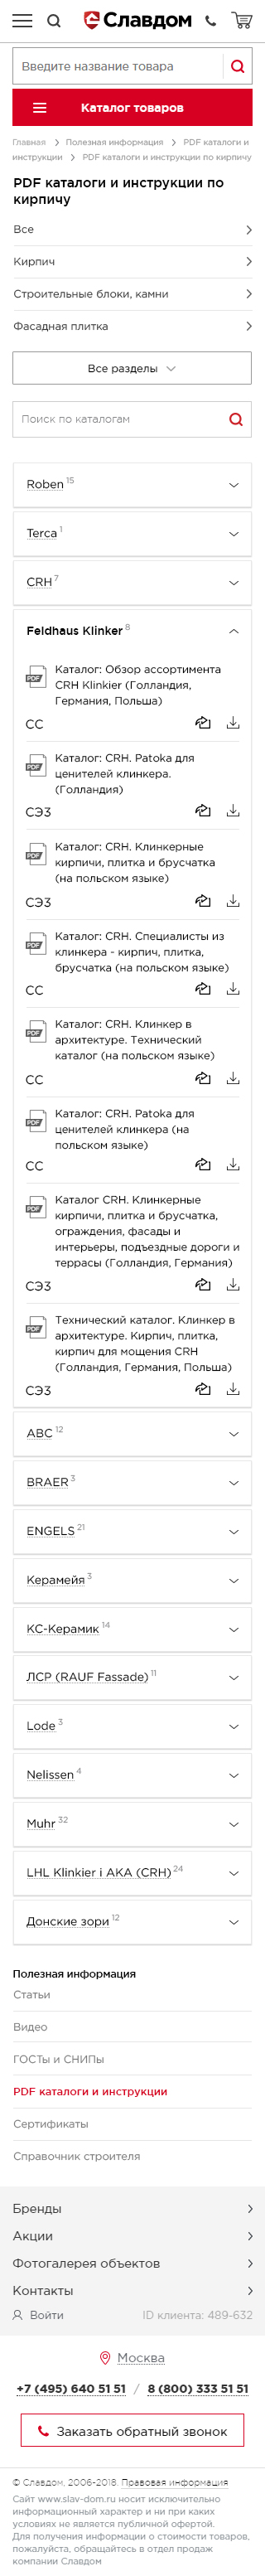 Славдом
Введите название товара
Каталог товаров
Главная > Полезная информация > PDF каталоги и
инструкции > PDF каталоги и инструкции по кирпичу
PDF каталоги и инструкции по
кирпичу
Все
Кирпич
Строительные блоки, камни
Фасадная плитка
Все разделы
Поиск по каталогам
Roben 15
Terca 1
CRH 7
Feldhaus Klinker 8
Каталог: Обзор ассортимента
CRH Klinkier (Голландия,
Германия, Польша)
CC
Каталог: CRH. Patoka для
ценителей клинкера.
(Голландия)
СЭЗ
Каталог: CRH. Клинкерные
кирпичи, плитка и брусчатка
(на польском языке)
СЭЗ
Каталог: CRH. Специалисты из
клинкера - кирпич, плитка,
брусчатка (на польском языке)
CC
Каталог: CRH. Клинкер в
архитектуре. Технический
каталог (на польском языке)
CC
Каталог: CRH. Patoka для
ценителей клинкера (на
польском языке)
CC
Каталог CRH. Клинкерные
кирпичи, плитка и брусчатка,
ограждения, фасады и
интерьеры, подъездные дороги и
террасы (Голландия, Германия)
СЭЗ
Технический каталог. Клинкер в
архитектуре. Кирпич, плитка,
кирпич для мощения CRH
(Голландия, Германия, Польша)
СЭЗ
ABC 12
BRAER 3
ENGELS 21
Керамейя 3
КС-Керамик 14
ЛСР (RAUF Fassade) 11
Lode 3
Nelissen 4
Muhr 32
LHL Klinkier i AKA (CRH) 24
Донские зори 12
Полезная информация
Статьи
Видео
ГОСТы и СНИПы
PDF каталоги и инструкции
Сертификаты
Справочник строителя
Бренды
Акции
Фотогалерея объектов
Контакты
Войти ID клиента: 489-632
Москва
+7 (495) 640 51 51 / 8 (800) 333 51 51
Заказать обратный звонок
© Славдом, 2006-2018. Правовая информация
Сайт www.slav-dom.ru носит исключительно
информационный характер и ни при каких
условиях не является публичной офертой.
Для получения информации о стоимости товаров,
пожалуйста, обращайтесь в отдел продаж
компании Славдом